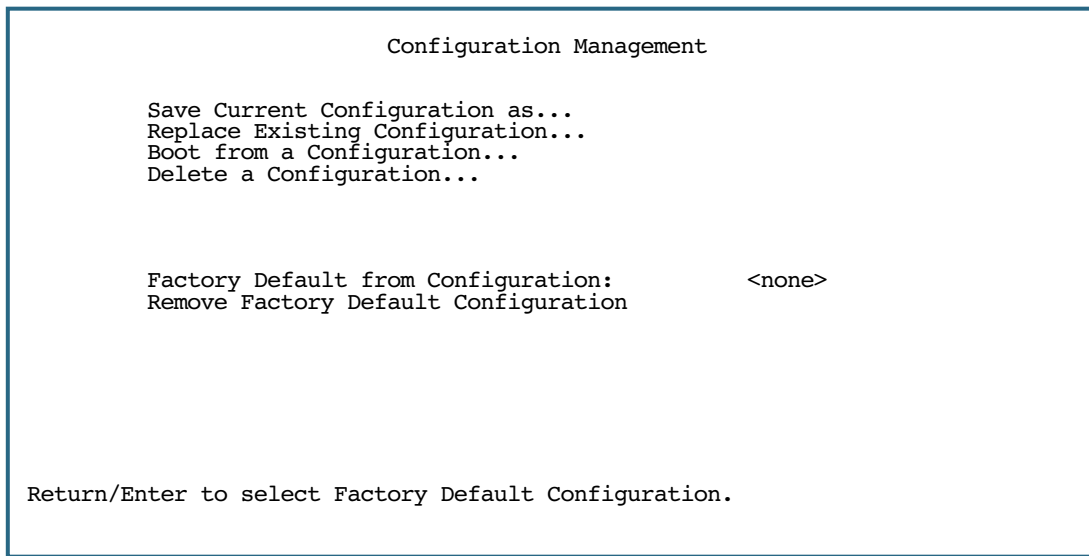 Configuration Management
Save Current Configuration as...
Replace Existing Configuration...
Boot from a Configuration...
Delete a Configuration...
Factory Default from Configuration: <none>
Remove Factory Default Configuration
Return/Enter to select Factory Default Configuration.